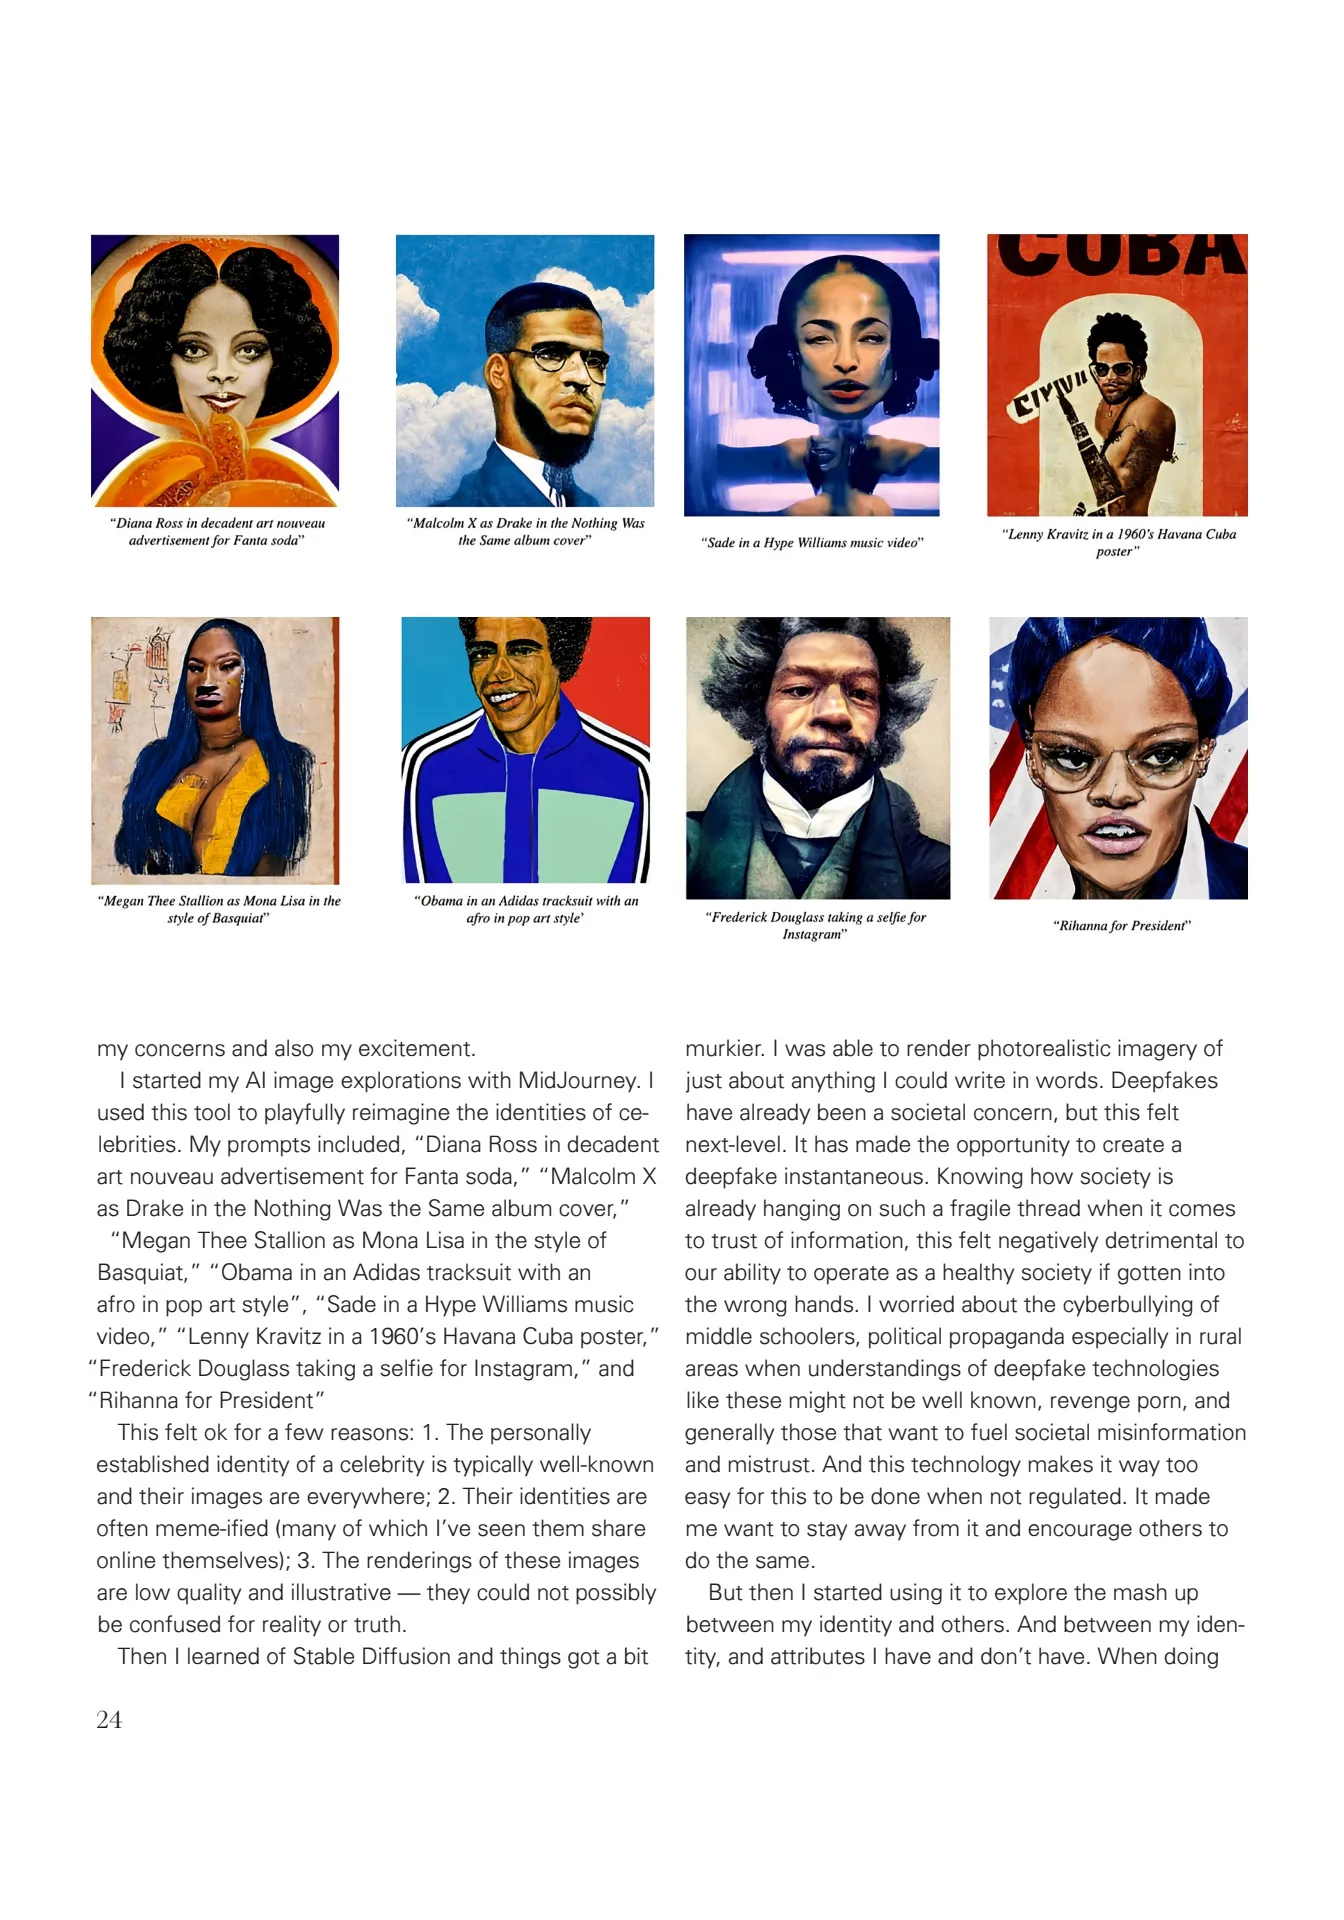 CUBA
“Diana Ross in decadent art nouveau
advertisement for Fanta soda”
“Malcolm X as Drake in the Nothing Was
the Same album cover”
“Sade in a Hype Williams music video”
“Lenny Kravitz in a 1960’s Havana Cuba
poster”
“Megan Thee Stallion as Mona Lisa in the
style of Basquiat”
“Obama in an Adidas tracksuit with an
afro in pop art style’
“Frederick Douglass taking a selfie for
Instagram”
“Rihanna for President”
my concerns and also my excitement.
I started my AI image explorations with MidJourney. I
used this tool to playfully reimagine the identities of ce-
lebrities. My prompts included, “Diana Ross in decadent
art nouveau advertisement for Fanta soda,” “Malcolm X
as Drake in the Nothing Was the Same album cover,”
“Megan Thee Stallion as Mona Lisa in the style of
Basquiat,” “Obama in an Adidas tracksuit with an
afro in pop art style”, “Sade in a Hype Williams music
video,” “Lenny Kravitz in a 1960’s Havana Cuba poster,”
“Frederick Douglass taking a selfie for Instagram,” and
“Rihanna for President”
This felt ok for a few reasons: 1. The personally
established identity of a celebrity is typically well-known
and their images are everywhere; 2. Their identities are
often meme-ified (many of which I’ve seen them share
online themselves); 3. The renderings of these images
are low quality and illustrative — they could not possibly
be confused for reality or truth.
Then I learned of Stable Diffusion and things got a bit
murkier. I was able to render photorealistic imagery of
just about anything I could write in words. Deepfakes
have already been a societal concern, but this felt
next-level. It has made the opportunity to create a
deepfake instantaneous. Knowing how society is
already hanging on such a fragile thread when it comes
to trust of information, this felt negatively detrimental to
our ability to operate as a healthy society if gotten into
the wrong hands. I worried about the cyberbullying of
middle schoolers, political propaganda especially in rural
areas when understandings of deepfake technologies
like these might not be well known, revenge porn, and
generally those that want to fuel societal misinformation
and mistrust. And this technology makes it way too
easy for this to be done when not regulated. It made
me want to stay away from it and encourage others to
do the same.
But then I started using it to explore the mash up
between my identity and others. And between my iden-
tity, and attributes I have and don’t have. When doing
24